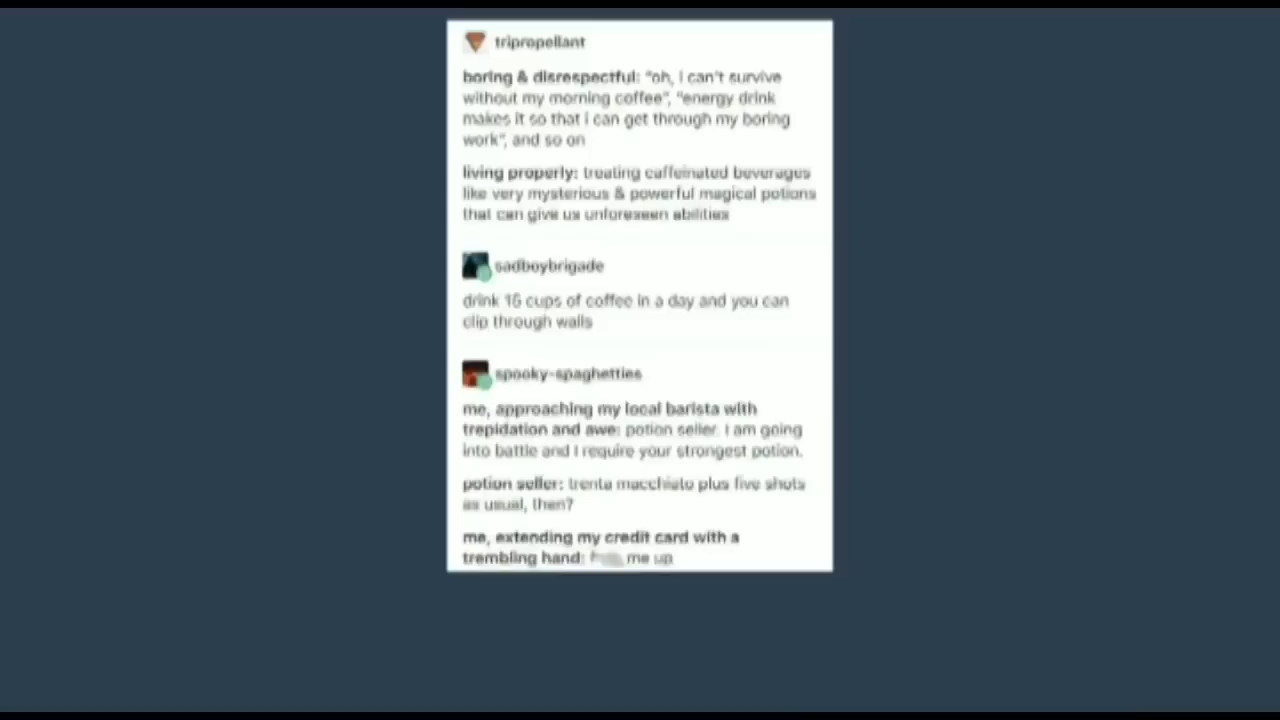 tripropellant
boring & disrespectful: "oh, i can't survive
without my morning coffee", "energy drink
makes it so that i can get through my boring
work", and so on
living properly: treating caffeinated beverages
like very mysterious & powerful magical potions
that can give us unforeseen abilities
sadboybrigade
drink 16 cups of coffee in a day and you can
clip through walls
spooky-spaghetties
me, approaching my local barista with
trepidation and awe: potion seller. I am going
into battle and I require your strongest potion.
potion seller: trenta macchiato plus five shots
as usual, then?
me, extending my credit card with a
trembling hand: me up